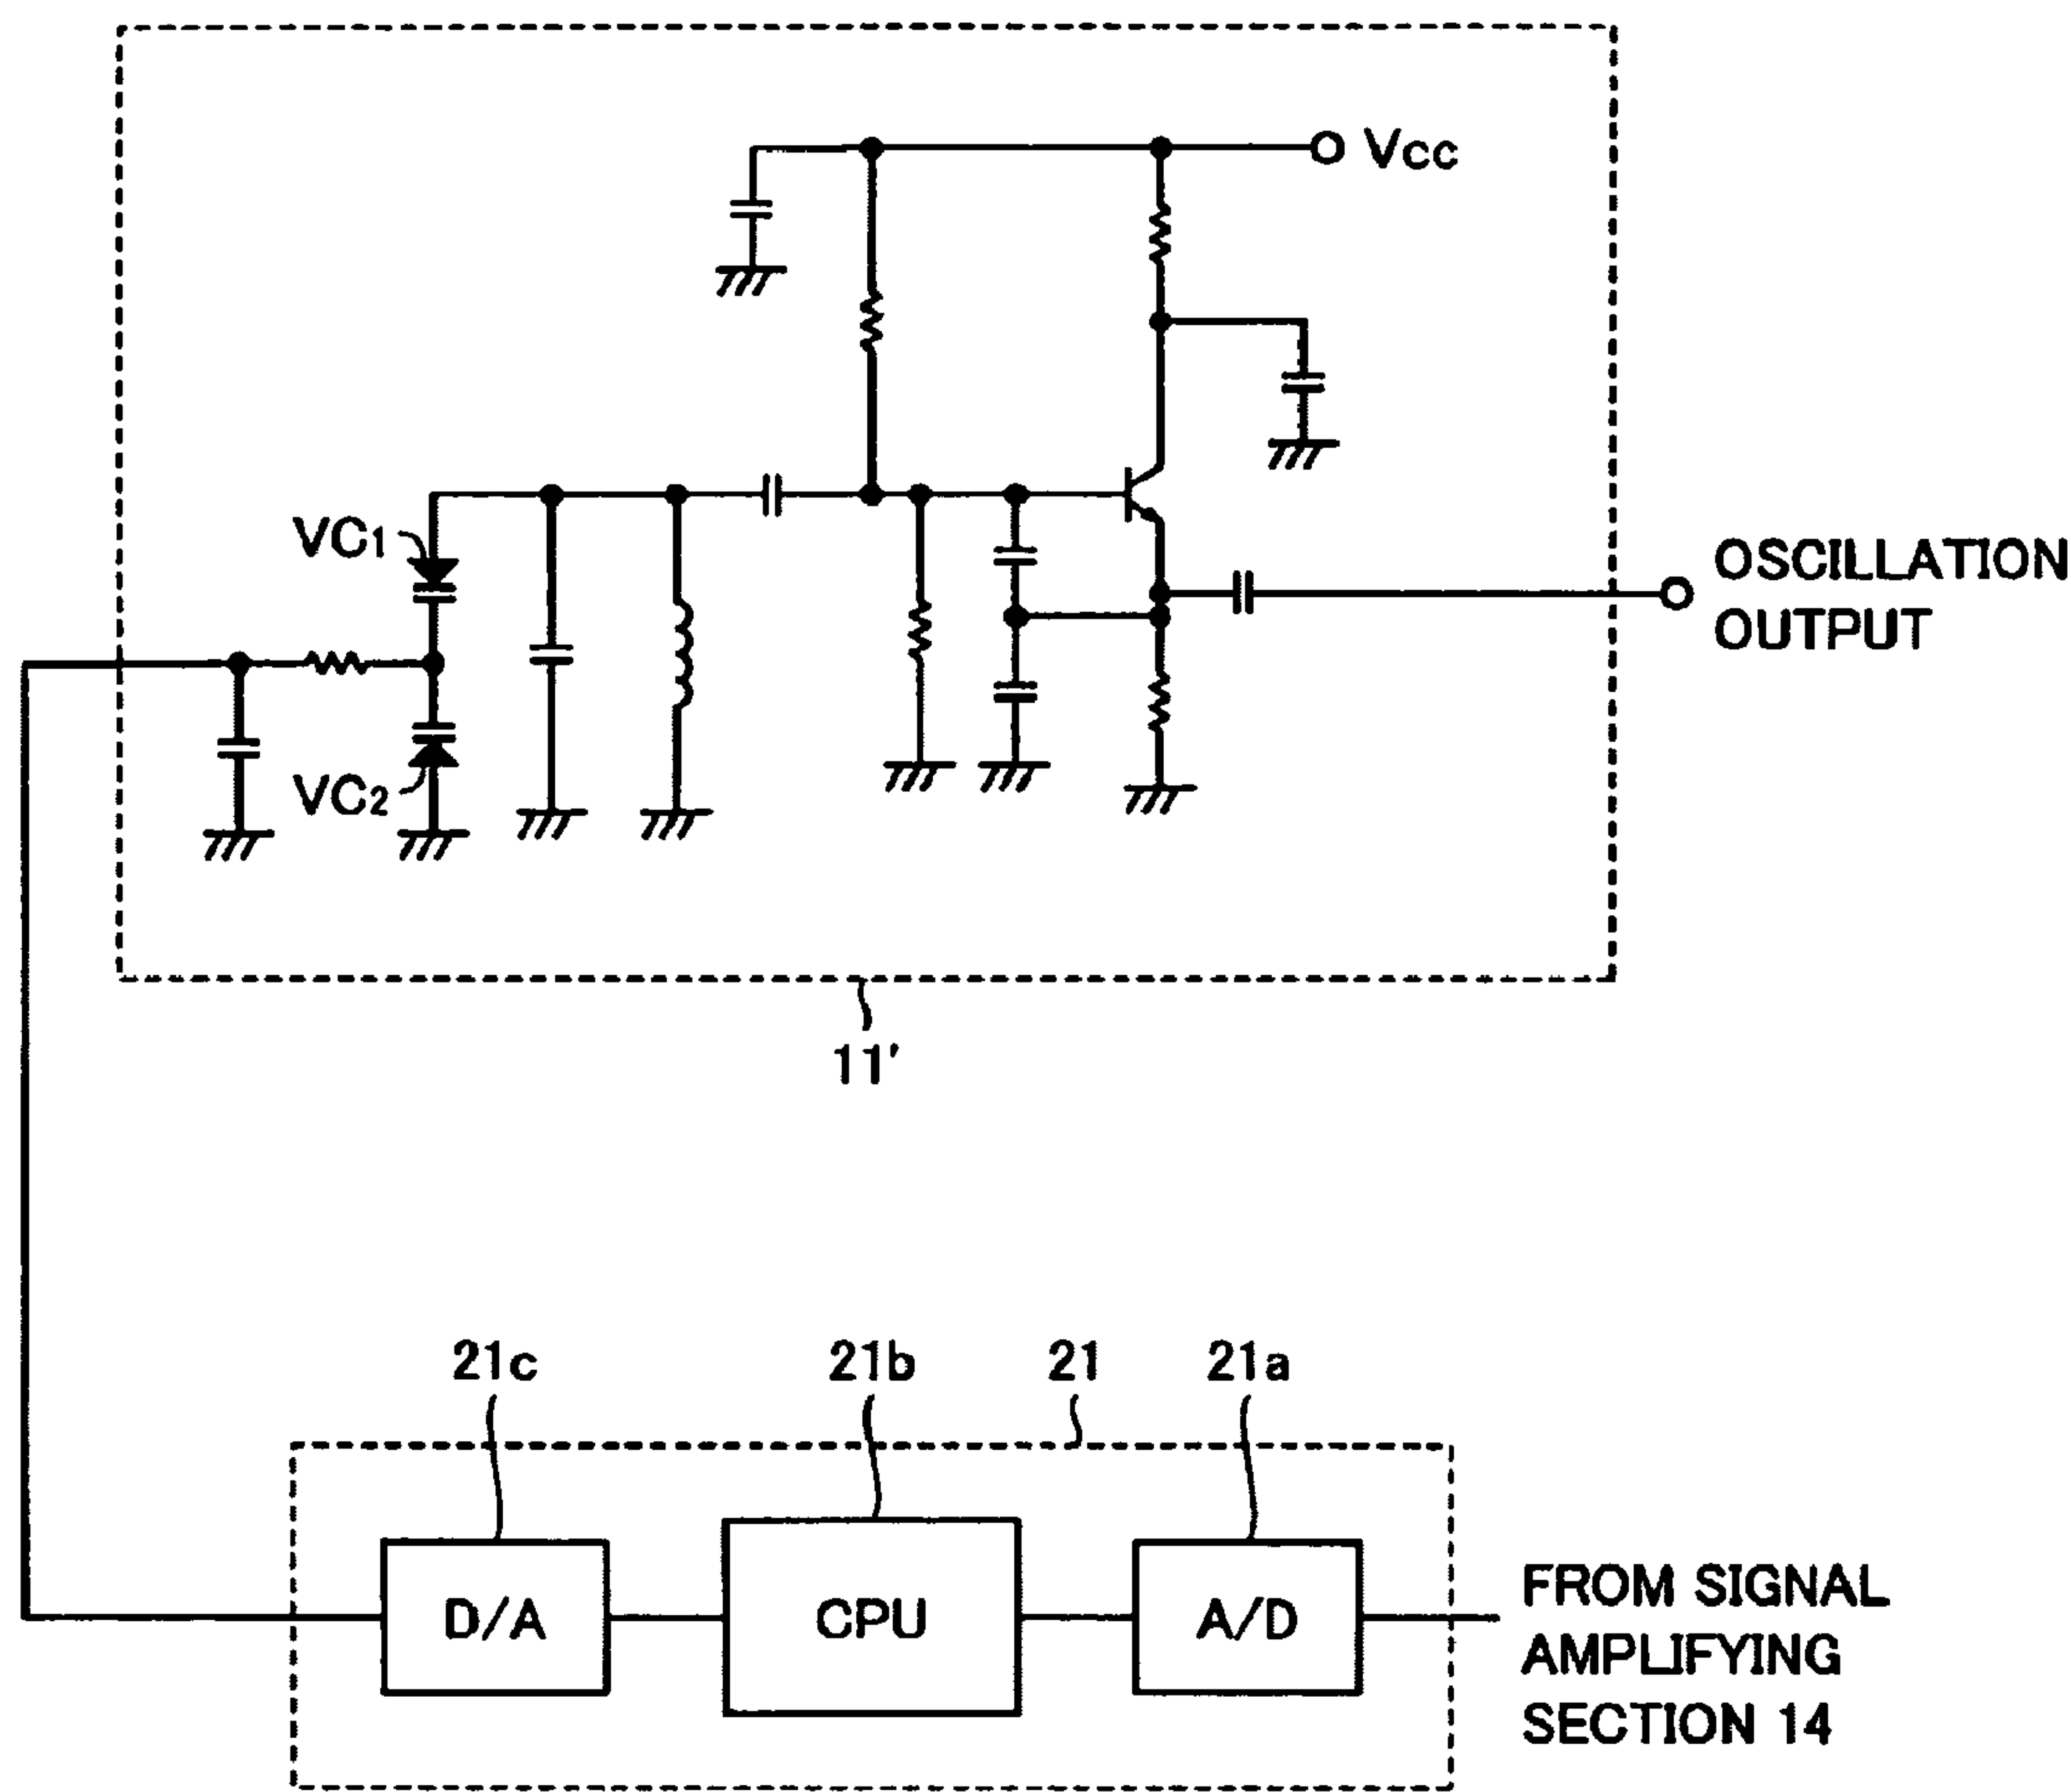 Vcc
VC1
OSCILLATION
OUTPUT
VC2
11'
21c
21b
21
21a
D/A
CPU
A/D
FROM SIGNAL
AMPLIFYING
SECTION 14